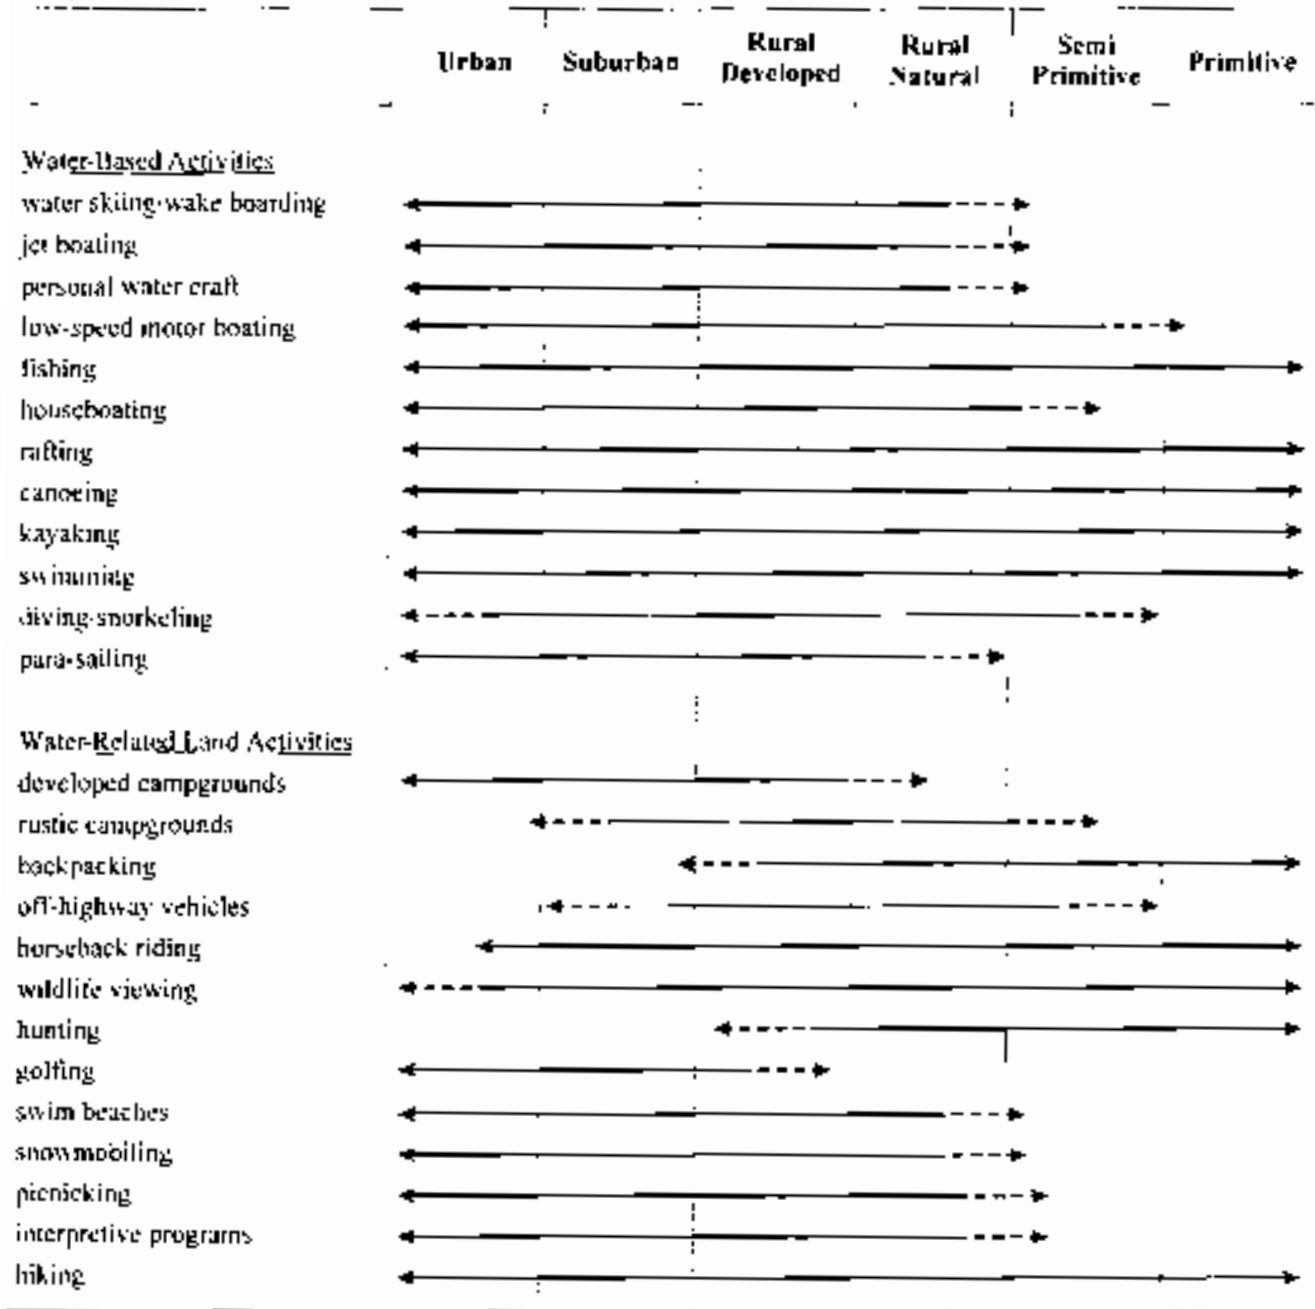 Urban Suburban Rural Developed Rural Natural Semi Primitive Primitive
Water-Based Activities
water skiing-wake boarding
jet boating
personal water craft
low-speed motor boating
fishing
houseboating
rafting
canoeing
kayaking
swimming
diving-snorkeling
para-sailing
Water-Related Land Activities
developed campgrounds
rustic campgrounds
backpacking
off-highway vehicles
horseback riding
wildlife viewing
hunting
golfing
swim beaches
snowmobiling
picnicking
interpretive programs
hiking